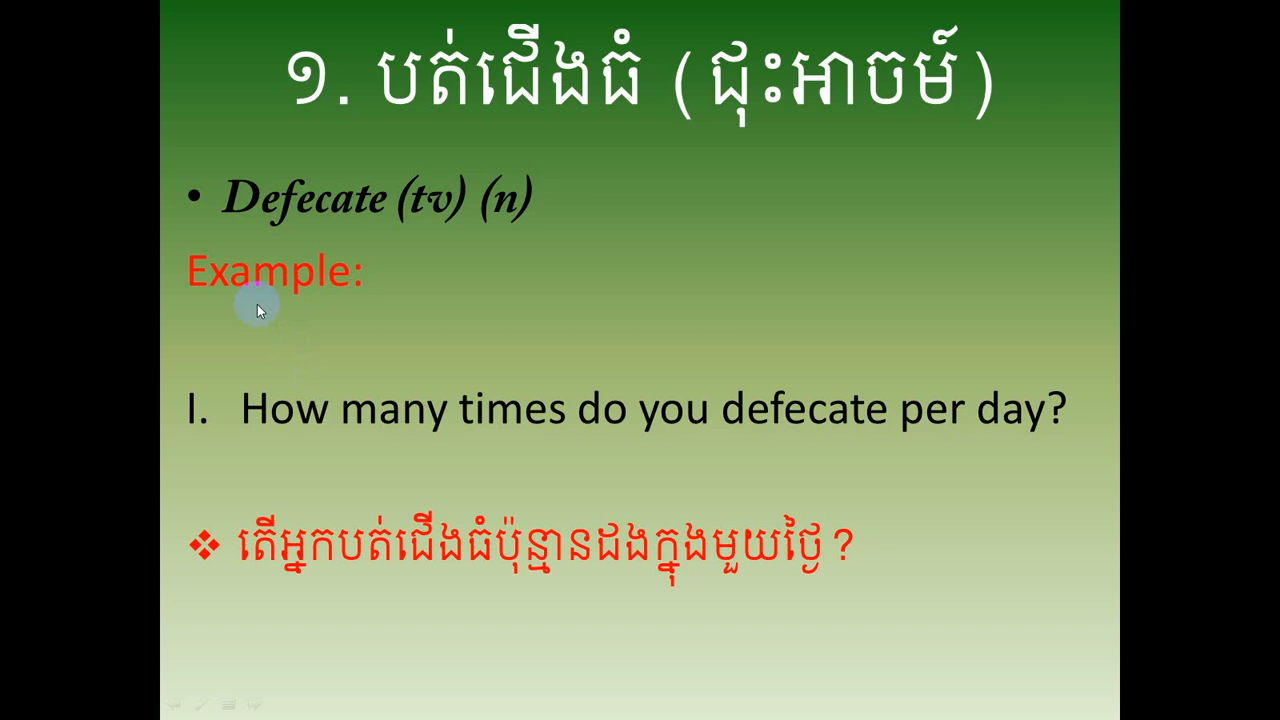 ១. បត់ជើងធំ (ជុះអាចម៍)
• Defecate (tv) (n)
Example:
I. How many times do you defecate per day?
❖ តើអ្នកបត់ជើងធំប៉ុន្មានដងក្នុងមួយថ្ងៃ?